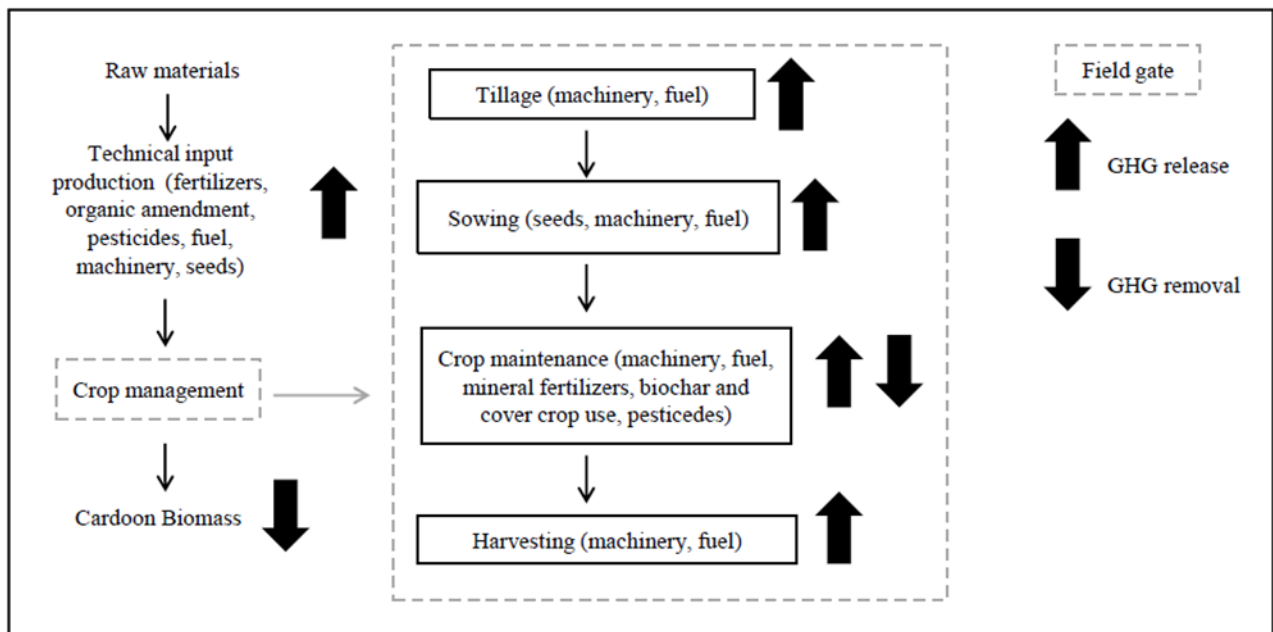 Raw materials
Technical input
production (fertilizers,
organic amendment,
pesticides, fuel,
machinery, seeds)
Crop management
Cardoon Biomass
Tillage (machinery, fuel)
Sowing (seeds, machinery, fuel)
Crop maintenance (machinery, fuel,
mineral fertilizers, biochar and
cover crop use, pesticedes)
Harvesting (machinery, fuel)
Field gate
GHG release
GHG removal